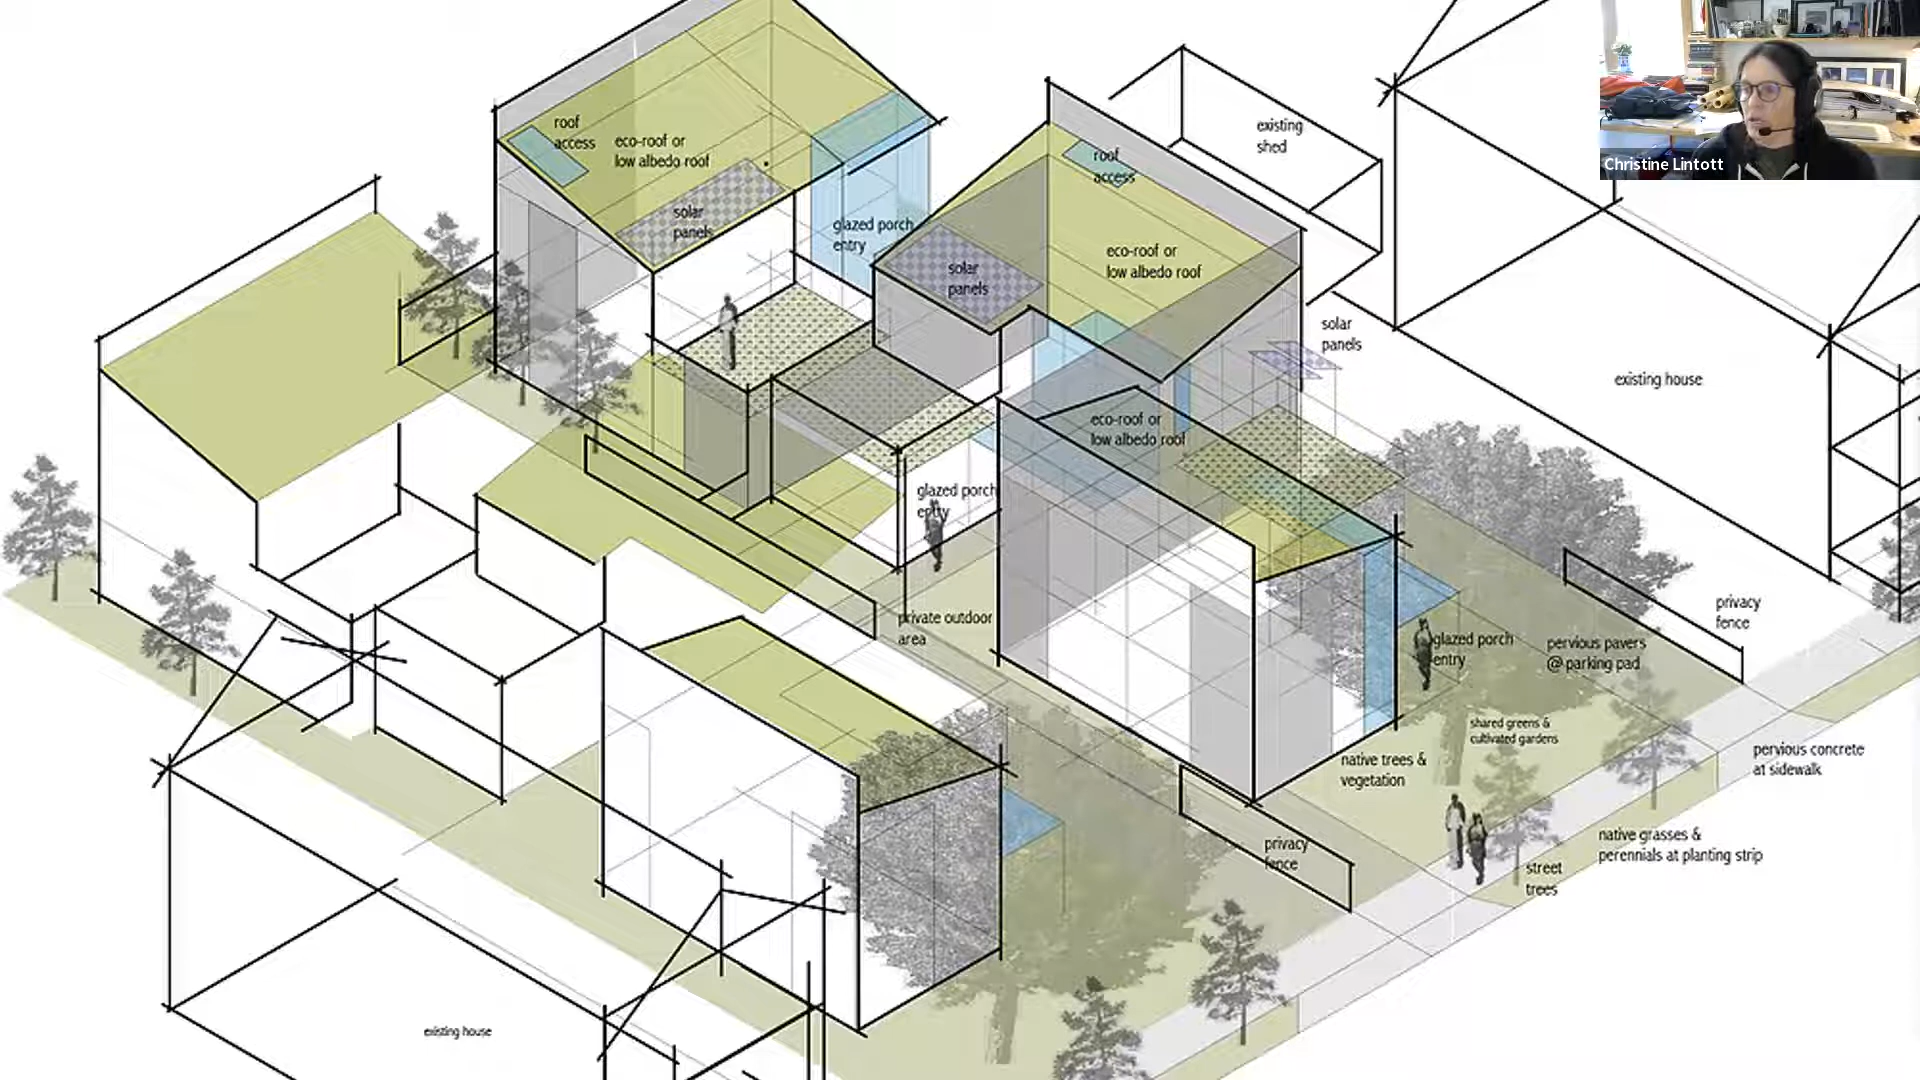 Christine Lintott
roof
access
eco-roof or
low albedo roof
solar
panels
glazed porch
entry
roof
access
existing
shed
solar
panels
eco-roof or
low albedo roof
solar
panels
existing house
eco-roof or
low albedo roof
glazed porch
entry
private outdoor
area
glazed porch
entry
pervious pavers
@ parking pad
privacy
fence
shared greens &
cultivated gardens
native trees &
vegetation
pervious concrete
at sidewalk
privacy
fence
native grasses &
perennials at planting strip
street
trees
existing house